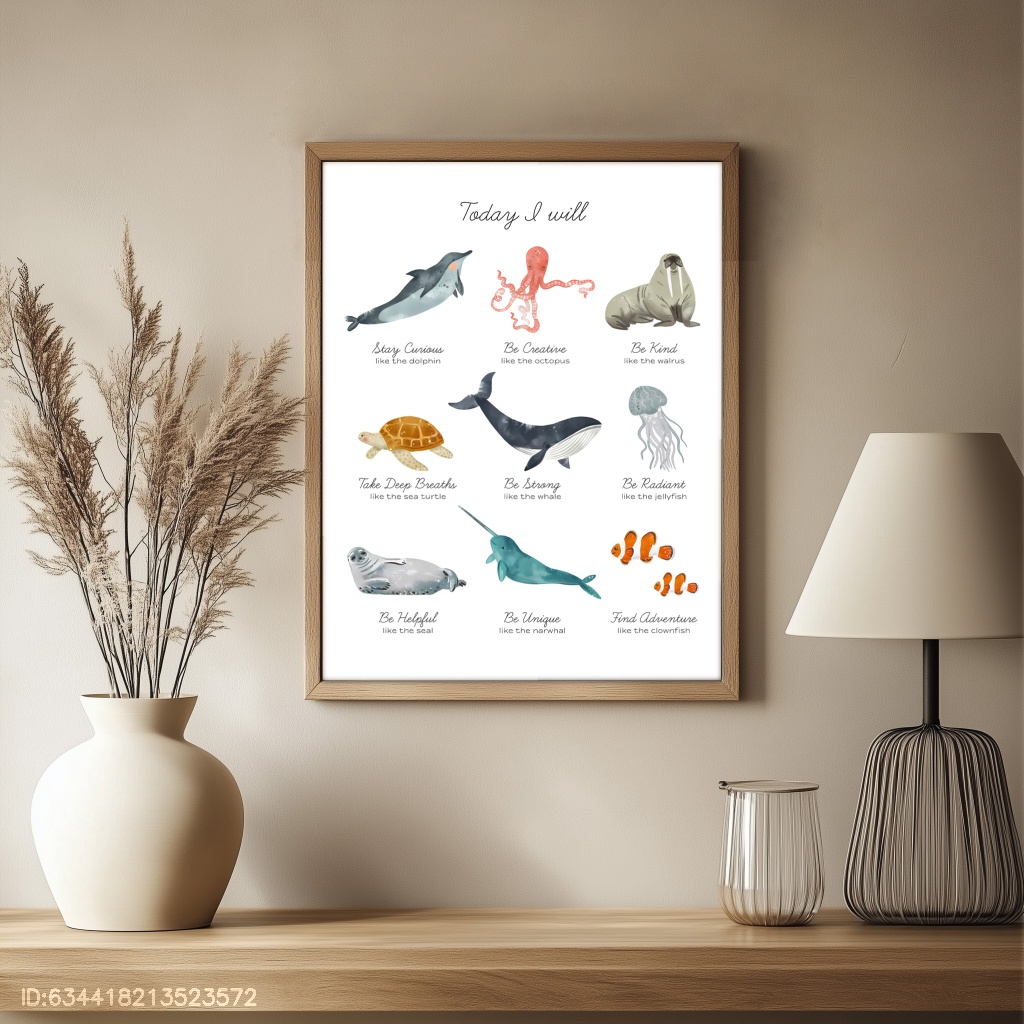 Today I will
Stay Curious
like the dolphin
Be Creative
like the octopus
Be Kind
like the walrus
Take Deep Breaths
like the sea turtle
Be Strong
like the whale
Be Radiant
like the jellyfish
Be Helpful
like the seal
Be Unique
like the narwhal
Find Adventure
like the clownfish
ID:634418213523572